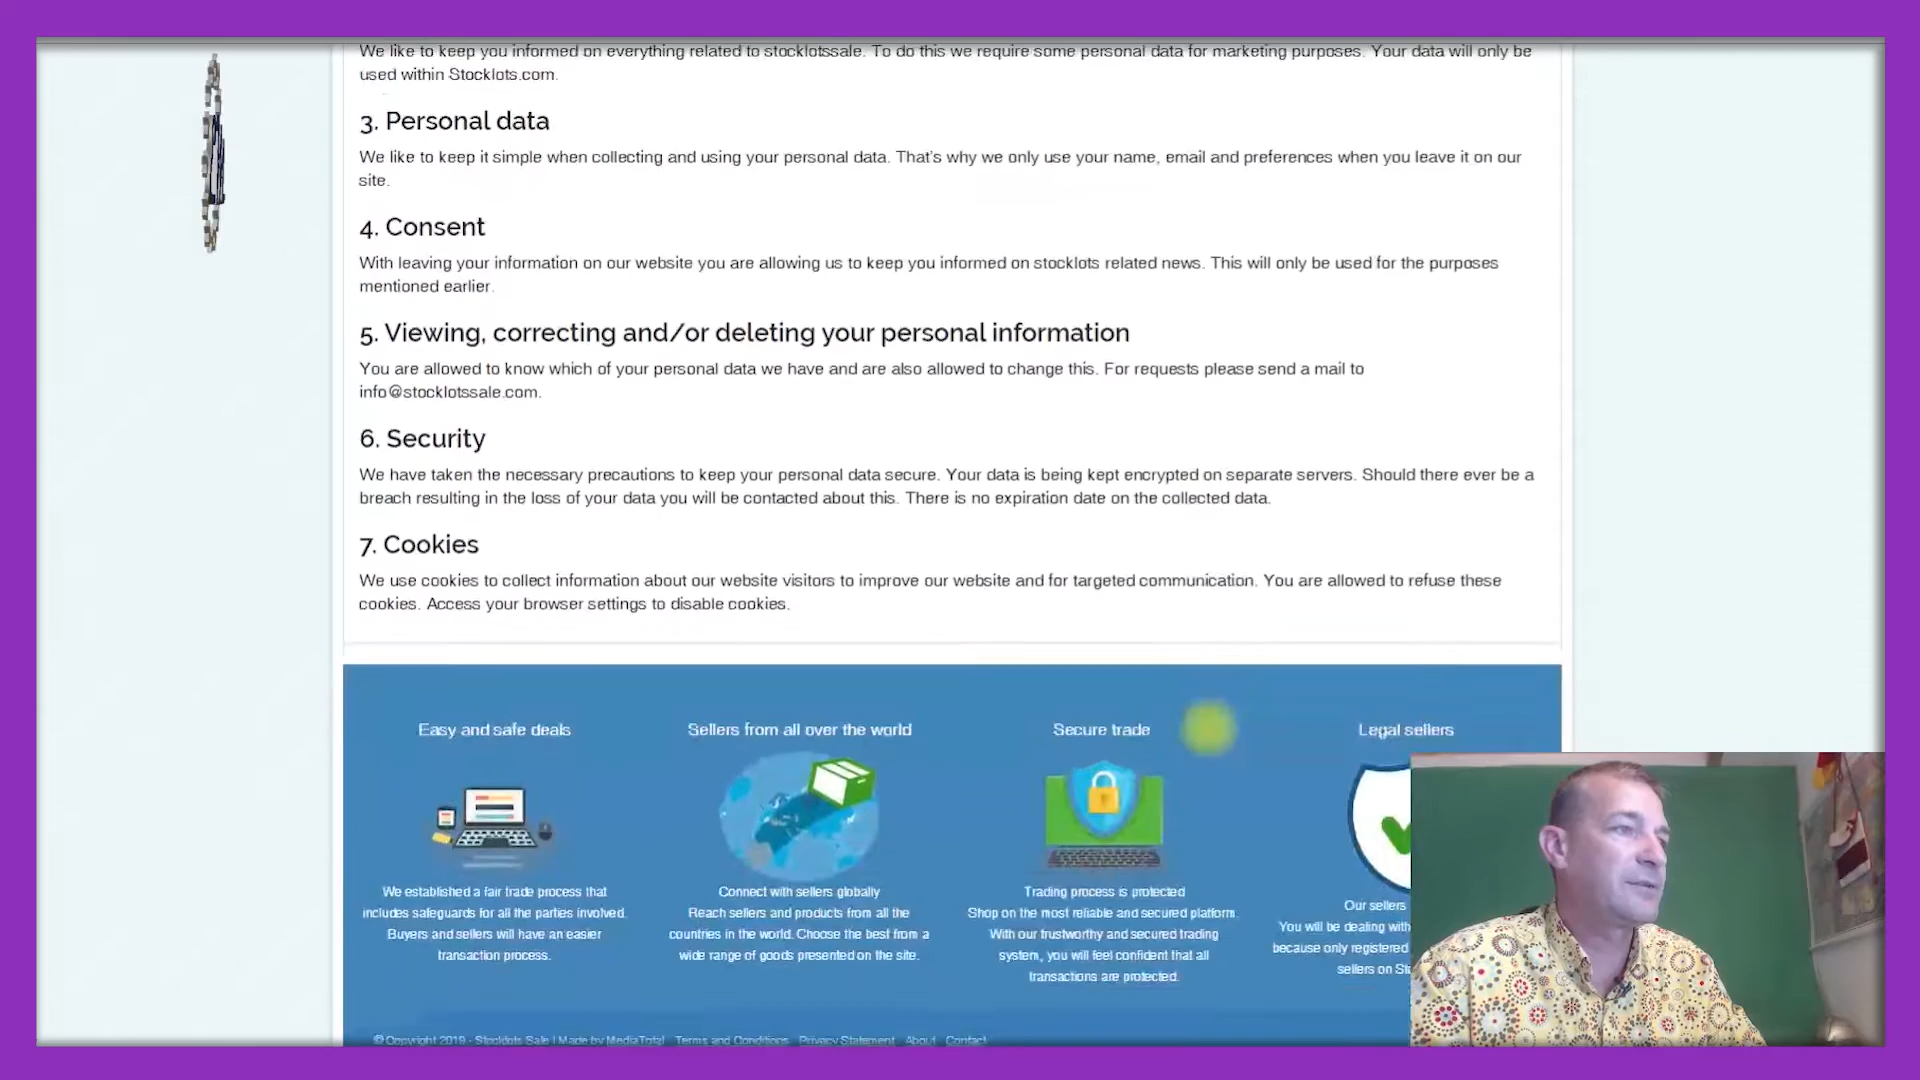 We like to keep you informed on everything related to stocklotssale. To do this we require some personal data for marketing purposes. Your data will only be
used within Stocklots.com.
3. Personal data
We like to keep it simple when collecting and using your personal data. That's why we only use your name, email and preferences when you leave it on our
site.
4. Consent
With leaving your information on our website you are allowing us to keep you informed on stocklots related news. This will only be used for the purposes
mentioned earlier.
5. Viewing, correcting and/or deleting your personal information
You are allowed to know which of your personal data we have and are also allowed to change this. For requests please send a mail to
info@stocklotssale.com.
6. Security
We have taken the necessary precautions to keep your personal data secure. Your data is being kept encrypted on separate servers. Should there ever be a
breach resulting in the loss of your data you will be contacted about this. There is no expiration date on the collected data.
7. Cookies
We use cookies to collect information about our website visitors to improve our website and for targeted communication. You are allowed to refuse these
cookies. Access your browser settings to disable cookies.
Easy and safe deals
We established a fair trade process that
includes safeguards for all the parties involved.
Buyers and sellers will have an easier
transaction process.
Sellers from all over the world
Connect with sellers globally
Reach sellers and products from all the
countries in the world. Choose the best from a
wide range of goods presented on the site.
Secure trade
Trading process is protected
Shop on the most reliable and secured platform.
With our trustworthy and secured trading
system, you will feel confident that all
transactions are protected.
Legal sellers
Our sellers
You will be dealing with
because only registered
sellers on
© Copyright 2019 - Stocklots Sale | Made by MediaTotal Terms and Conditions Privacy Statement About Contact